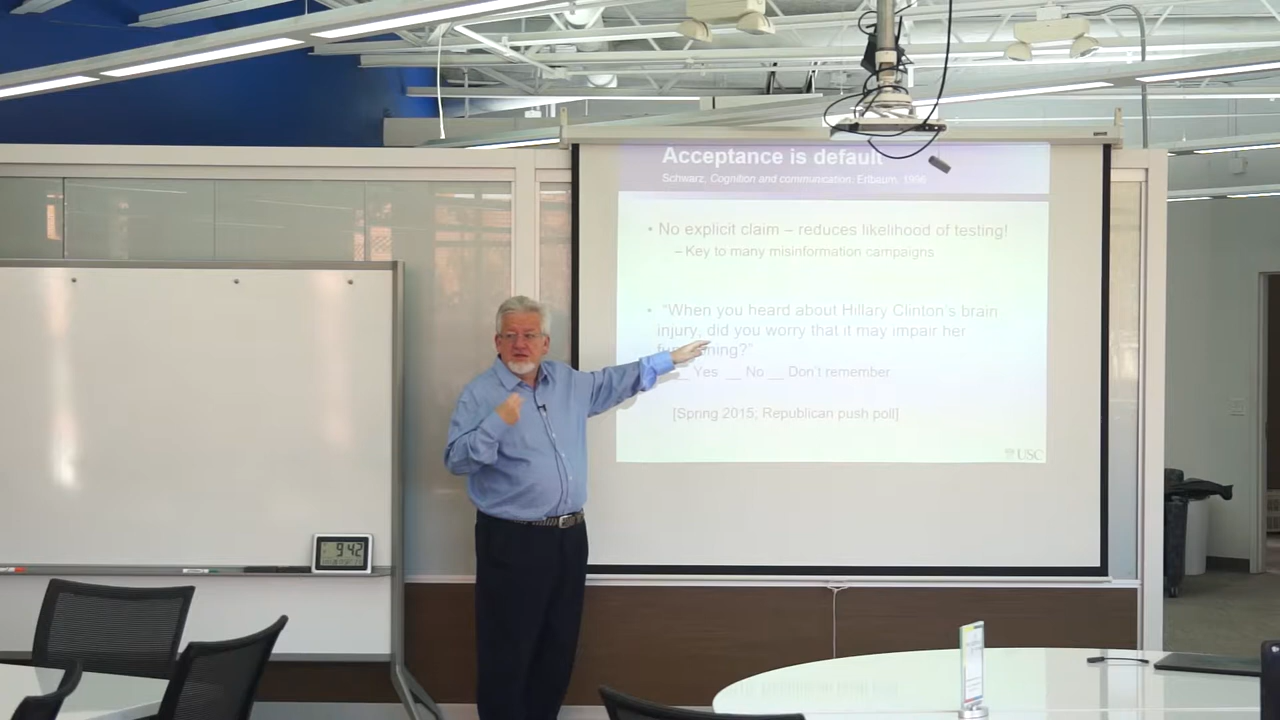 Acceptance is default
Schwarz, Cognition and communication. Erlbaum. 1996
• No explicit claim – reduces likelihood of testing!
– Key to many misinformation campaigns
• "When you heard about Hillary Clinton's brain
injury, did you worry that it may impair her
__ Yes __ No __ Don't remember
[Spring 2015; Republican push poll]
USC
9:42